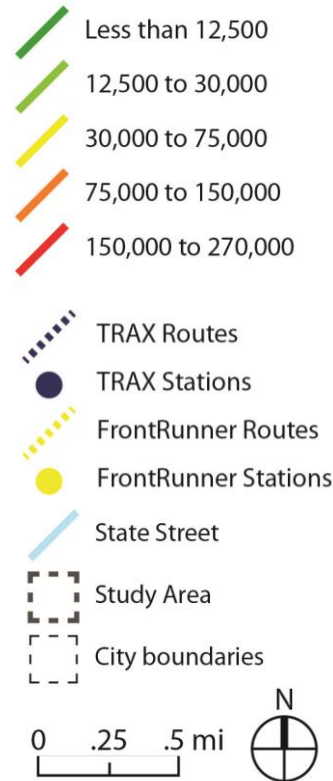 Less than 12,500
12,500 to 30,000
30,000 to 75,000
75,000 to 150,000
150,000 to 270,000
TRAX Routes
TRAX Stations
FrontRunner Routes
FrontRunner Stations
State Street
Study Area
City boundaries
N
0 .25 .5 mi